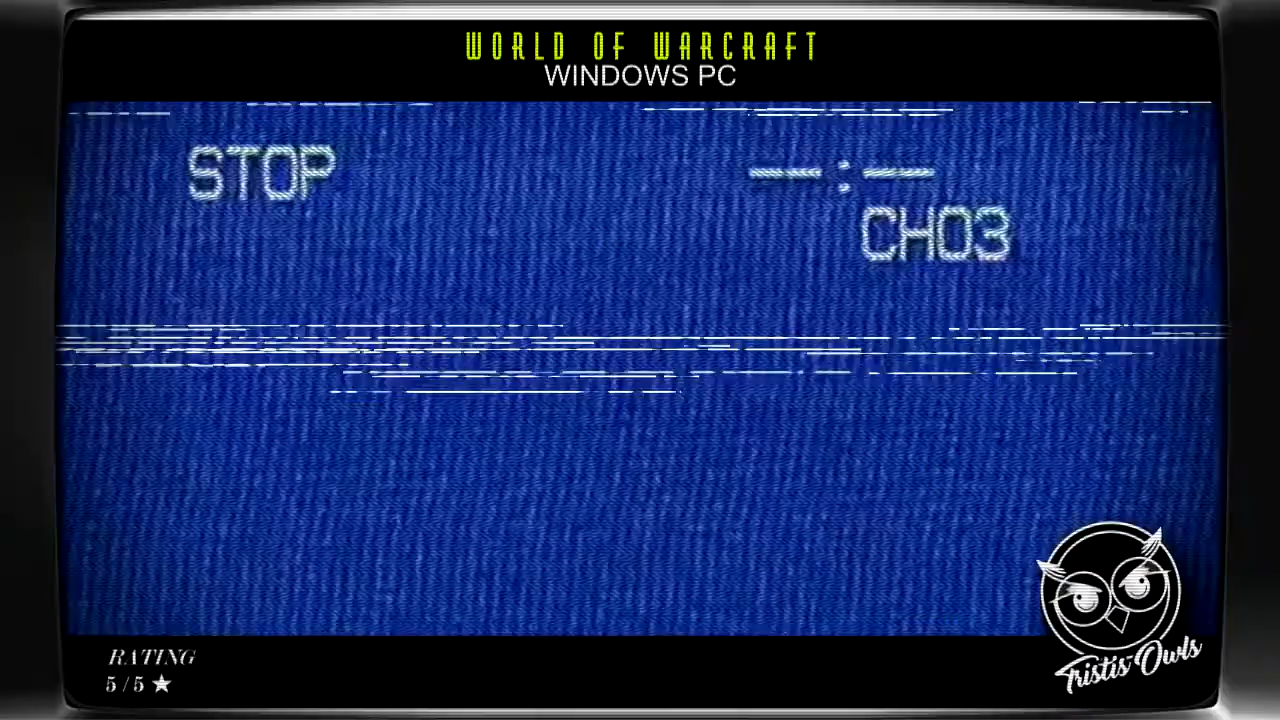 WORLD OF WARCRAFT
WINDOWS PC
STOP
--:--
CH03
RATING
5/5★
Tristis-Owls